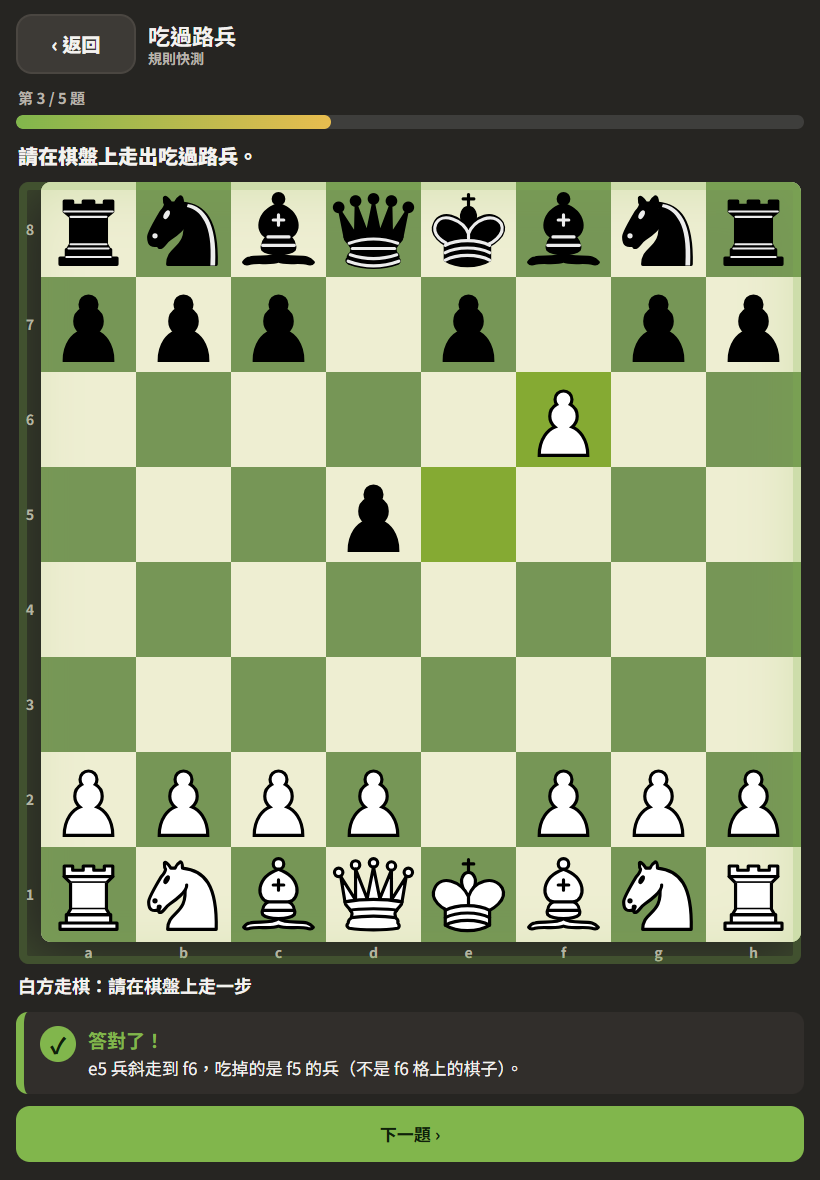 ‹ 返回
吃過路兵
規則快測
第 3 / 5 題
請在棋盤上走出吃過路兵。
8
7
6
5
4
3
2
1
a b c d e f g h
白方走棋：請在棋盤上走一步
✓ 答對了！
e5 兵斜走到 f6，吃掉的是 f5 的兵（不是 f6 格上的棋子）。
下一題 ›